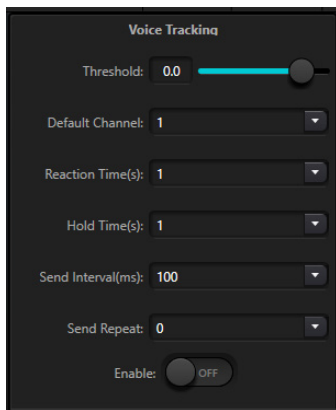 Voice Tracking
Threshold: 0.0
Default Channel: 1
Reaction Time(s): 1
Hold Time(s): 1
Send Interval(ms): 100
Send Repeat: 0
Enable: OFF